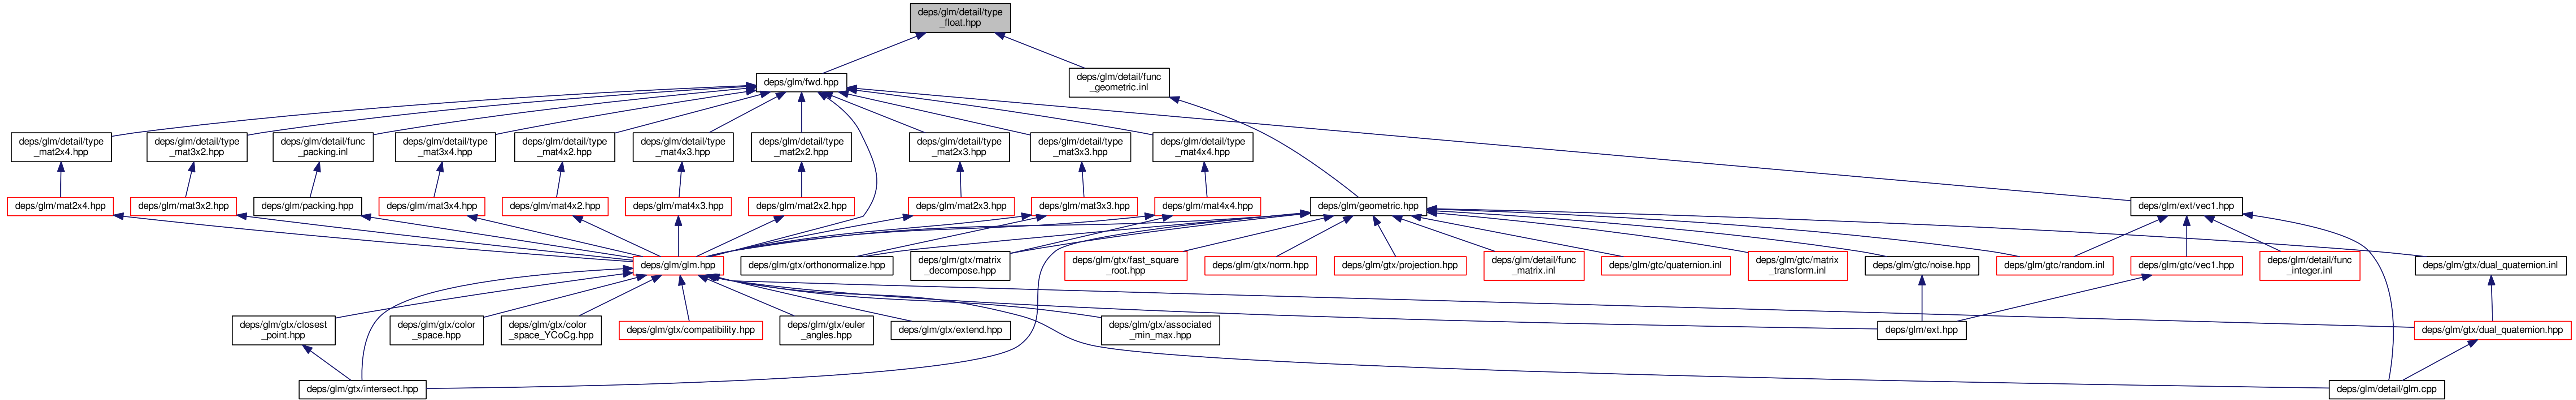 deps/glm/detail/type
_float.hpp
deps/glm/fwd.hpp
deps/glm/detail/func
_geometric.inl
deps/glm/detail/type
_mat2x4.hpp
deps/glm/detail/type
_mat3x2.hpp
deps/glm/detail/func
_packing.inl
deps/glm/detail/type
_mat3x4.hpp
deps/glm/detail/type
_mat4x2.hpp
deps/glm/detail/type
_mat4x3.hpp
deps/glm/detail/type
_mat2x2.hpp
deps/glm/detail/type
_mat2x3.hpp
deps/glm/detail/type
_mat3x3.hpp
deps/glm/detail/type
_mat4x4.hpp
deps/glm/mat2x4.hpp
deps/glm/mat3x2.hpp
deps/glm/packing.hpp
deps/glm/mat3x4.hpp
deps/glm/mat4x2.hpp
deps/glm/mat4x3.hpp
deps/glm/mat2x2.hpp
deps/glm/mat2x3.hpp
deps/glm/mat3x3.hpp
deps/glm/mat4x4.hpp
deps/glm/geometric.hpp
deps/glm/ext/vec1.hpp
deps/glm/glm.hpp
deps/glm/gtx/orthonormalize.hpp
deps/glm/gtx/matrix
_decompose.hpp
deps/glm/gtx/fast_square
_root.hpp
deps/glm/gtx/norm.hpp
deps/glm/gtx/projection.hpp
deps/glm/detail/func
_matrix.inl
deps/glm/gtc/quaternion.inl
deps/glm/gtc/matrix
_transform.inl
deps/glm/gtc/noise.hpp
deps/glm/gtc/random.inl
deps/glm/gtc/vec1.hpp
deps/glm/detail/func
_integer.inl
deps/glm/gtx/dual_quaternion.inl
deps/glm/gtx/closest
_point.hpp
deps/glm/gtx/color
_space.hpp
deps/glm/gtx/color
_space_YCoCg.hpp
deps/glm/gtx/compatibility.hpp
deps/glm/gtx/euler
_angles.hpp
deps/glm/gtx/extend.hpp
deps/glm/gtx/associated
_min_max.hpp
deps/glm/ext.hpp
deps/glm/gtx/dual_quaternion.hpp
deps/glm/gtx/intersect.hpp
deps/glm/detail/glm.cpp